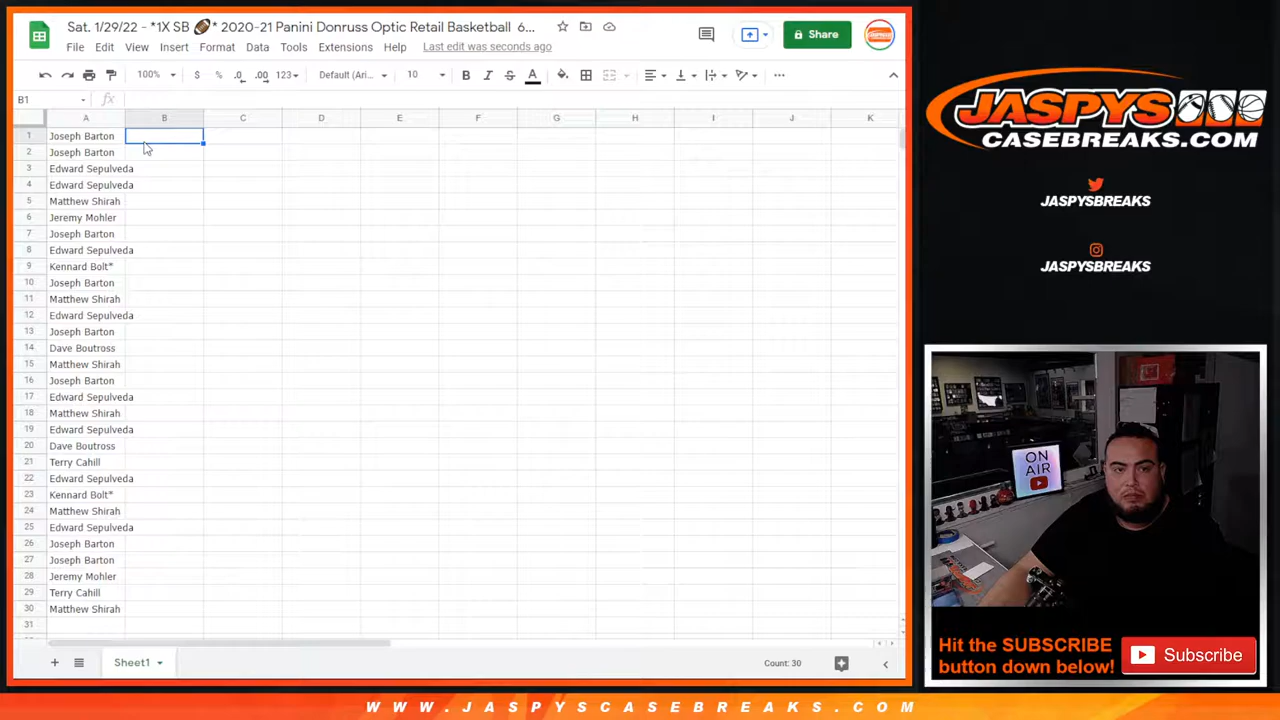 Sat. 1/29/22 - *1X SB 🏈* 2020-21 Panini Donruss Optic Retail Basketball 6...
File Edit View Insert Format Data Tools Extensions Help Last edit was seconds ago
Share
100% $ % .0 .00 123 Default (Ari... 10 B I S A
B1 fx
A B C D E F G H I J K
1 Joseph Barton
2 Joseph Barton
3 Edward Sepulveda
4 Edward Sepulveda
5 Matthew Shirah
6 Jeremy Mohler
7 Joseph Barton
8 Edward Sepulveda
9 Kennard Bolt*
10 Joseph Barton
11 Matthew Shirah
12 Edward Sepulveda
13 Joseph Barton
14 Dave Boutross
15 Matthew Shirah
16 Joseph Barton
17 Edward Sepulveda
18 Matthew Shirah
19 Edward Sepulveda
20 Dave Boutross
21 Terry Cahill
22 Edward Sepulveda
23 Kennard Bolt*
24 Matthew Shirah
25 Edward Sepulveda
26 Joseph Barton
27 Joseph Barton
28 Jeremy Mohler
29 Terry Cahill
30 Matthew Shirah
31
Sheet1
Count: 30
JASPYS
CASEBREAKS.COM
JASPYSBREAKS
JASPYSBREAKS
ON
AIR
Hit the SUBSCRIBE
button down below!
Subscribe
WWW.JASPYSCASEBREAKS.COM